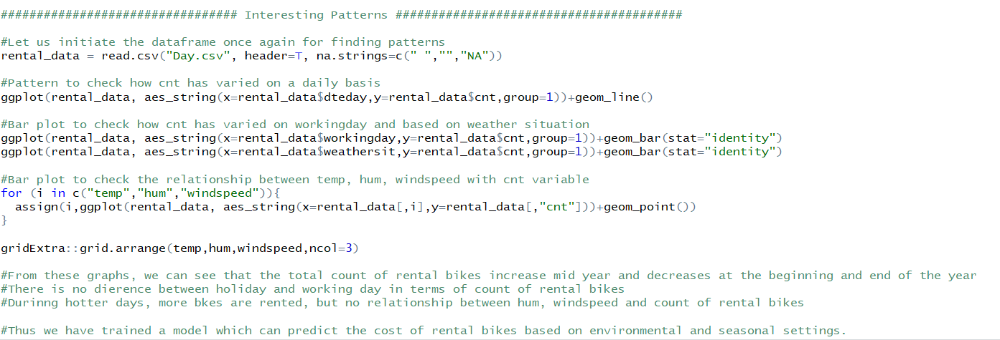 ################################# Interesting Patterns ########################################
#Let us initiate the dataframe once again for finding patterns
rental_data = read.csv("Day.csv", header=T, na.strings=c(" ","","NA"))
#Pattern to check how cnt has varied on a daily basis
ggplot(rental_data, aes_string(x=rental_data$dteday,y=rental_data$cnt,group=1))+geom_line()
#Bar plot to check how cnt has varied on workingday and based on weather situation
ggplot(rental_data, aes_string(x=rental_data$workingday,y=rental_data$cnt,group=1))+geom_bar(stat="identity")
ggplot(rental_data, aes_string(x=rental_data$weathersit,y=rental_data$cnt,group=1))+geom_bar(stat="identity")
#Bar plot to check the relationship between temp, hum, windspeed with cnt variable
for (i in c("temp","hum","windspeed")){
  assign(i,ggplot(rental_data, aes_string(x=rental_data[,i],y=rental_data[,"cnt"]))+geom_point())
}
gridExtra::grid.arrange(temp,hum,windspeed,ncol=3)
#From these graphs, we can see that the total count of rental bikes increase mid year and decreases at the beginning and end of the year
#There is no dierence between holiday and working day in terms of count of rental bikes
#Durinng hotter days, more bkes are rented, but no relationship between hum, windspeed and count of rental bikes
#Thus we have trained a model which can predict the cost of rental bikes based on environmental and seasonal settings.